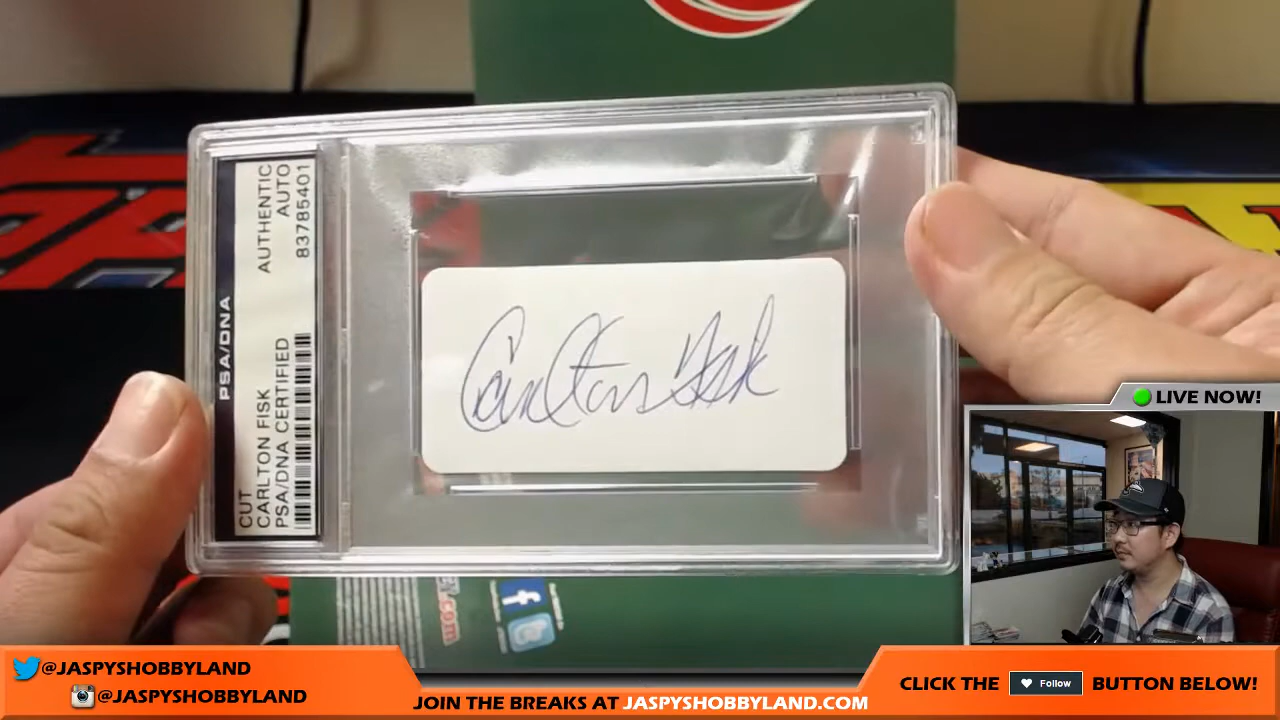 PSA/DNA
CUT
CARLTON FISK
PSA/DNA CERTIFIED
AUTHENTIC
AUTO
83785401
Carlton Fisk
.com
LIVE NOW!
@JASPYSHOBBYLAND
@JASPYSHOBBYLAND
JOIN THE BREAKS AT JASPYSHOBBYLAND.COM
CLICK THE Follow BUTTON BELOW!